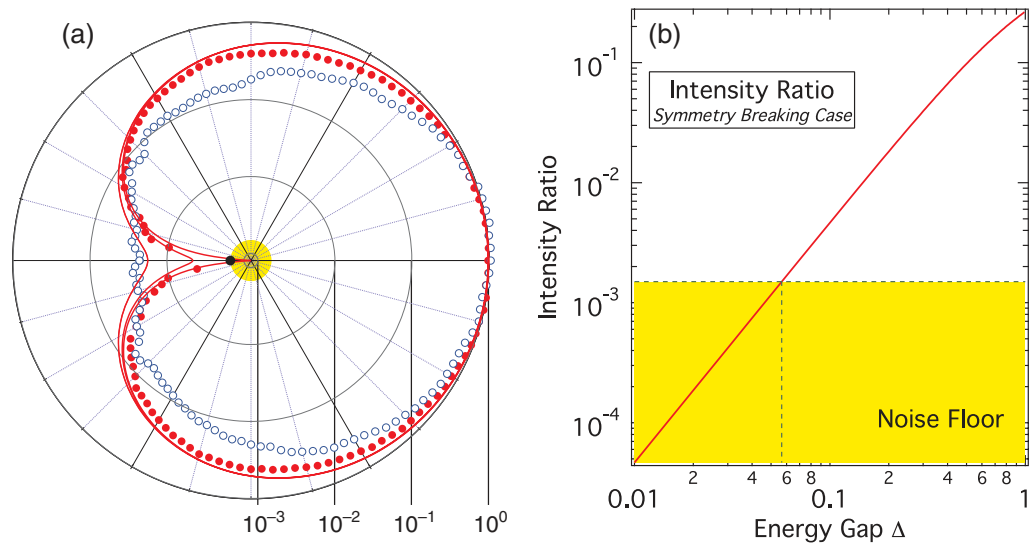 (a)
10⁻³
10⁻²
10⁻¹
10⁰
(b)
Intensity Ratio
10⁻¹
10⁻²
10⁻³
10⁻⁴
Intensity Ratio
Symmetry Breaking Case
Noise Floor
0.01
2
4
6
8
0.1
2
4
6
8
1
Energy Gap Δ